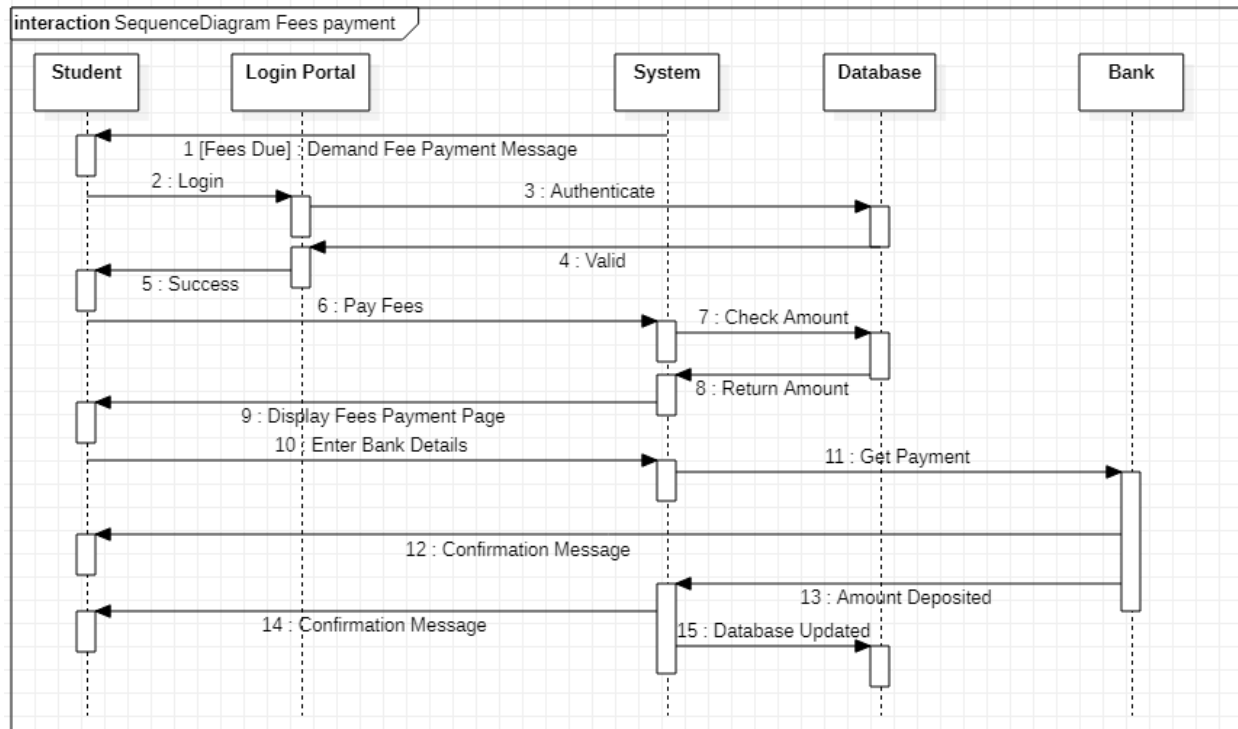 interaction SequenceDiagram Fees payment
Student
Login Portal
System
Database
Bank
1 [Fees Due] : Demand Fee Payment Message
2 : Login
3 : Authenticate
4 : Valid
5 : Success
6 : Pay Fees
7 : Check Amount
8 : Return Amount
9 : Display Fees Payment Page
10 : Enter Bank Details
11 : Get Payment
12 : Confirmation Message
13 : Amount Deposited
14 : Confirmation Message
15 : Database Updated